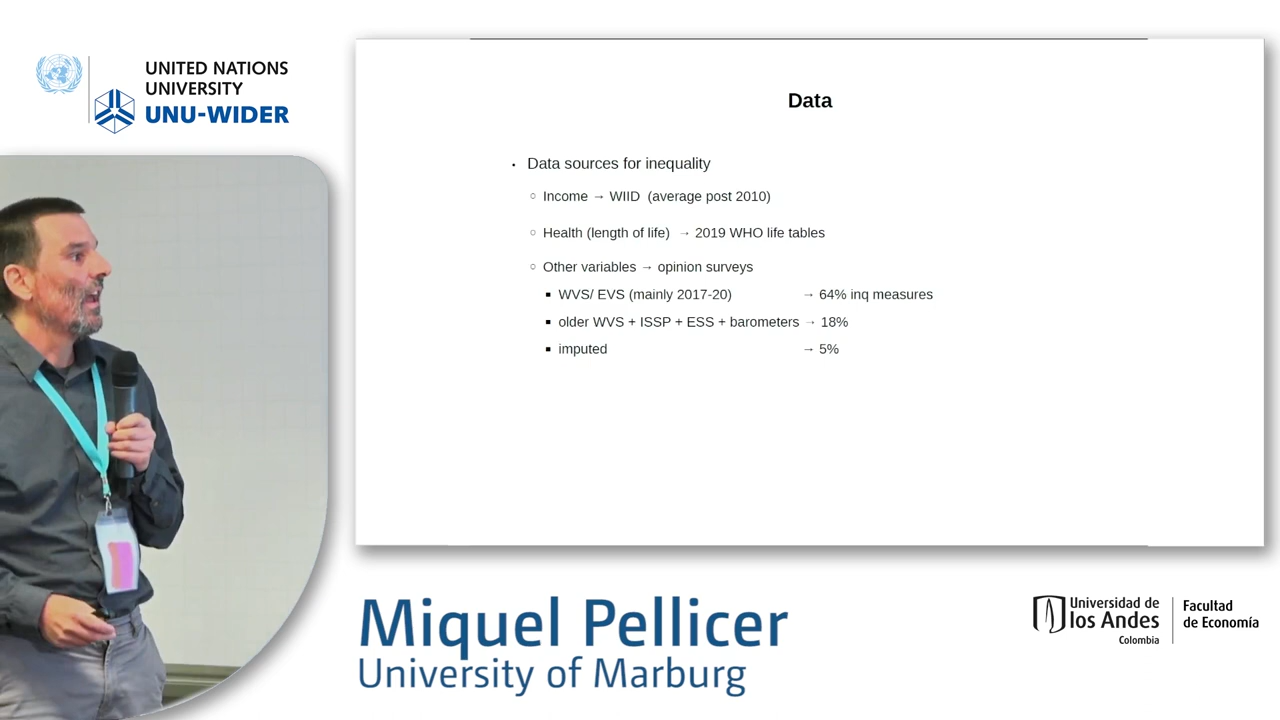 UNITED NATIONS
UNIVERSITY
UNU-WIDER
Data
• Data sources for inequality
○ Income → WIID (average post 2010)
○ Health (length of life) → 2019 WHO life tables
○ Other variables → opinion surveys
▪ WVS/ EVS (mainly 2017-20) → 64% inq measures
▪ older WVS + ISSP + ESS + barometers → 18%
▪ imputed → 5%
Miquel Pellicer
University of Marburg
Universidad de
los Andes
Colombia
Facultad
de Economía